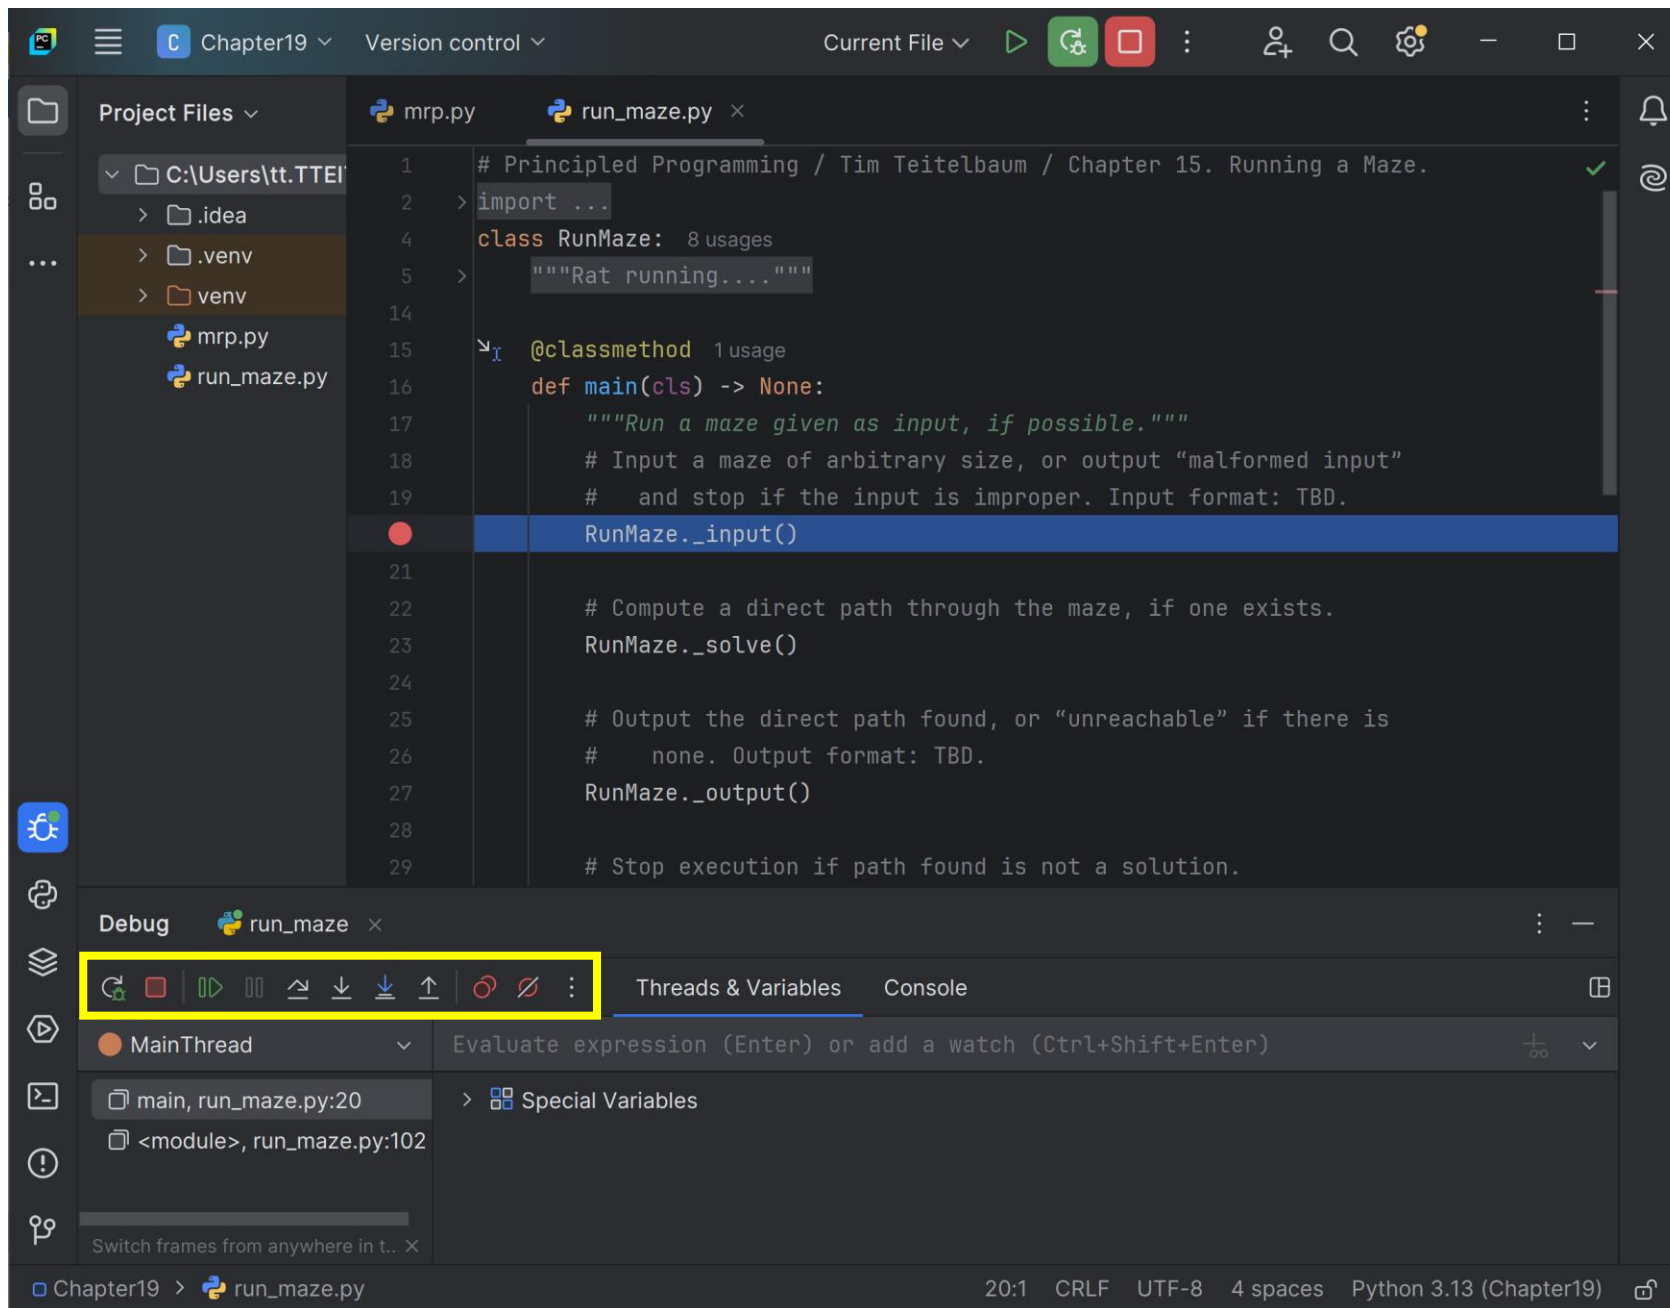 PC
C Chapter19 Version control Current File
Project Files
mrp.py run_maze.py
C:\Users\tt.TTEI
.idea
.venv
venv
mrp.py
run_maze.py
1 # Principled Programming / Tim Teitelbaum / Chapter 15. Running a Maze.
2 import ...
4 class RunMaze: 8 usages
5 """Rat running...."""
14
15 @classmethod 1 usage
16 def main(cls) -> None:
17 """Run a maze given as input, if possible."""
18 # Input a maze of arbitrary size, or output “malformed input”
19 # and stop if the input is improper. Input format: TBD.
RunMaze._input()
21
22 # Compute a direct path through the maze, if one exists.
23 RunMaze._solve()
24
25 # Output the direct path found, or “unreachable” if there is
26 # none. Output format: TBD.
27 RunMaze._output()
28
29 # Stop execution if path found is not a solution.
Debug run_maze
Threads & Variables Console
MainThread
Evaluate expression (Enter) or add a watch (Ctrl+Shift+Enter)
main, run_maze.py:20
Special Variables
<module>, run_maze.py:102
Switch frames from anywhere in t...
Chapter19 > run_maze.py 20:1 CRLF UTF-8 4 spaces Python 3.13 (Chapter19)